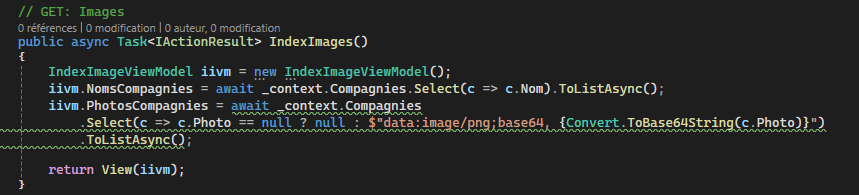 // GET: Images
0 références | 0 modification | 0 auteur, 0 modification
public async Task<IActionResult> IndexImages()
{
    IndexImageViewModel iivm = new IndexImageViewModel();
    iivm.NomsCompagnies = await _context.Compagnies.Select(c => c.Nom).ToListAsync();
    iivm.PhotosCompagnies = await _context.Compagnies
        .Select(c => c.Photo == null ? null : $"data:image/png;base64, {Convert.ToBase64String(c.Photo)}")
        .ToListAsync();
    return View(iivm);
}